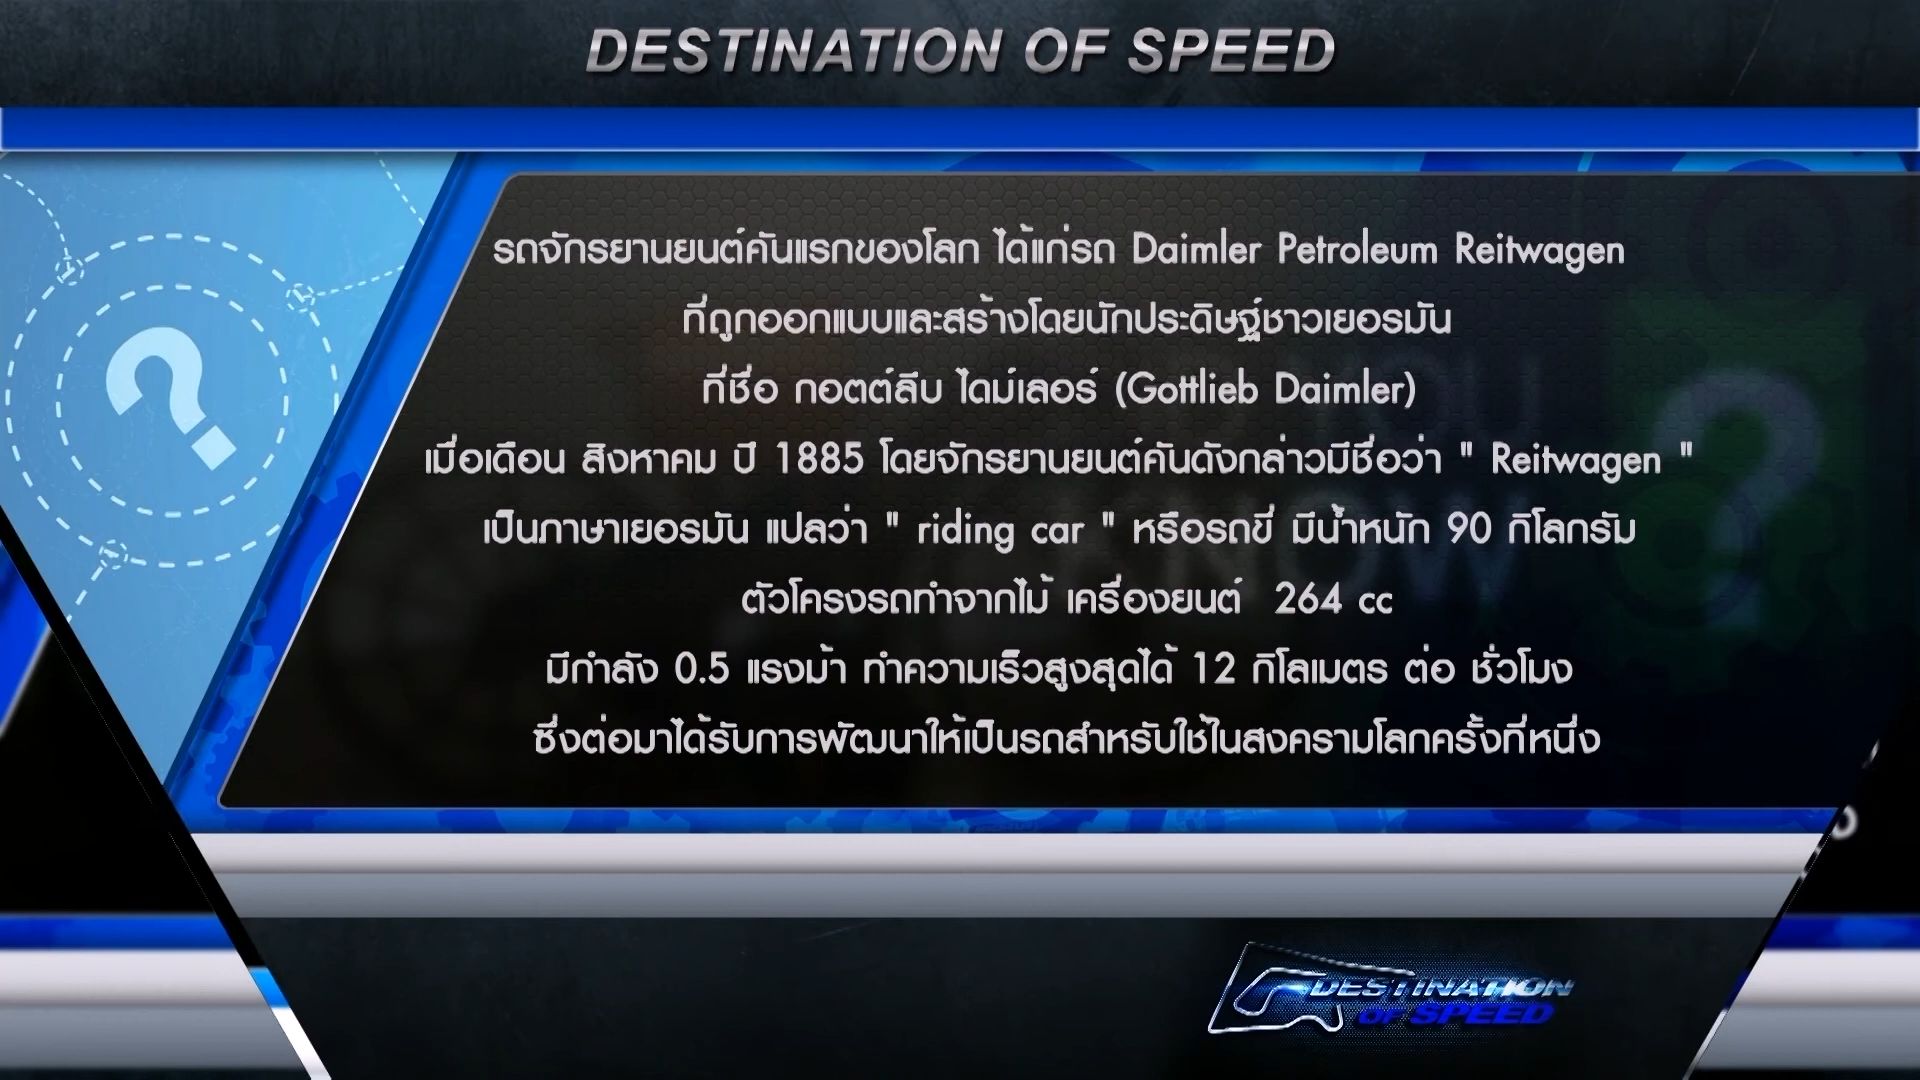 DESTINATION OF SPEED
รถจักรยานยนต์คันแรกของโลก ได้แก่รถ Daimler Petroleum Reitwagen
ที่ถูกออกแบบและสร้างโดยนักประดิษฐ์ชาวเยอรมัน
ที่ชื่อ กอตต์ลีบ ไดม์เลอร์ (Gottlieb Daimler)
เมื่อเดือน สิงหาคม ปี 1885 โดยจักรยานยนต์คันดังกล่าวมีชื่อว่า " Reitwagen "
เป็นภาษาเยอรมัน แปลว่า " riding car " หรือรถขี่ มีน้ำหนัก 90 กิโลกรัม
ตัวโครงรถทำจากไม้ เครื่องยนต์ 264 cc
มีกำลัง 0.5 แรงม้า ทำความเร็วสูงสุดได้ 12 กิโลเมตร ต่อ ชั่วโมง
ซึ่งต่อมาได้รับการพัฒนาให้เป็นรถสำหรับใช้ในสงครามโลกครั้งที่หนึ่ง
DESTINATION
OF SPEED